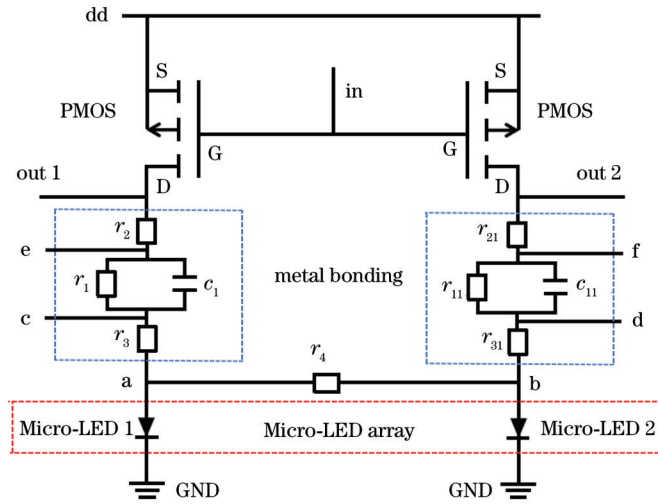 dd
S
S
PMOS
in
PMOS
G
G
out 1
D
D
out 2
r2
r21
e
f
r1
c1
metal bonding
r11
c11
c
d
r3
r31
r4
a
b
Micro-LED 1
Micro-LED array
Micro-LED 2
GND
GND